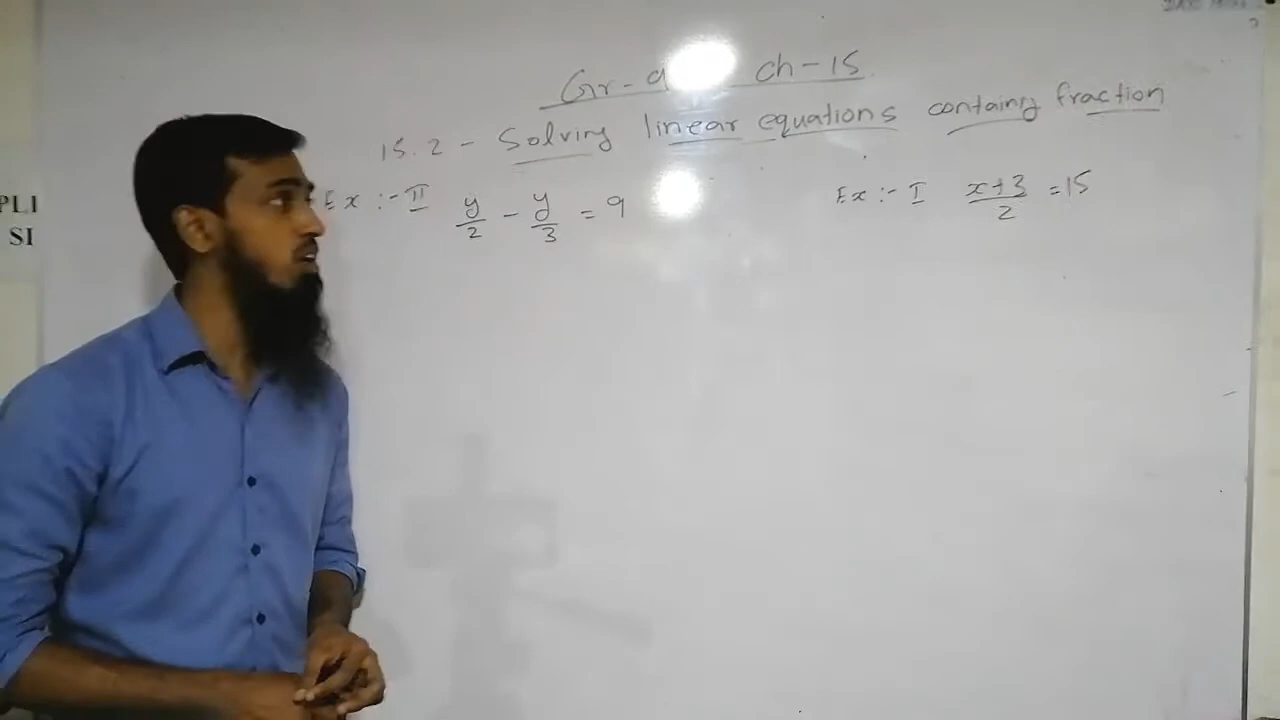 Gr-9 ch-15
15.2 - Solving linear equations containg fraction
Ex :- II y/2 - y/3 = 9
Ex :- I x+3/2 = 15
PLI
SI